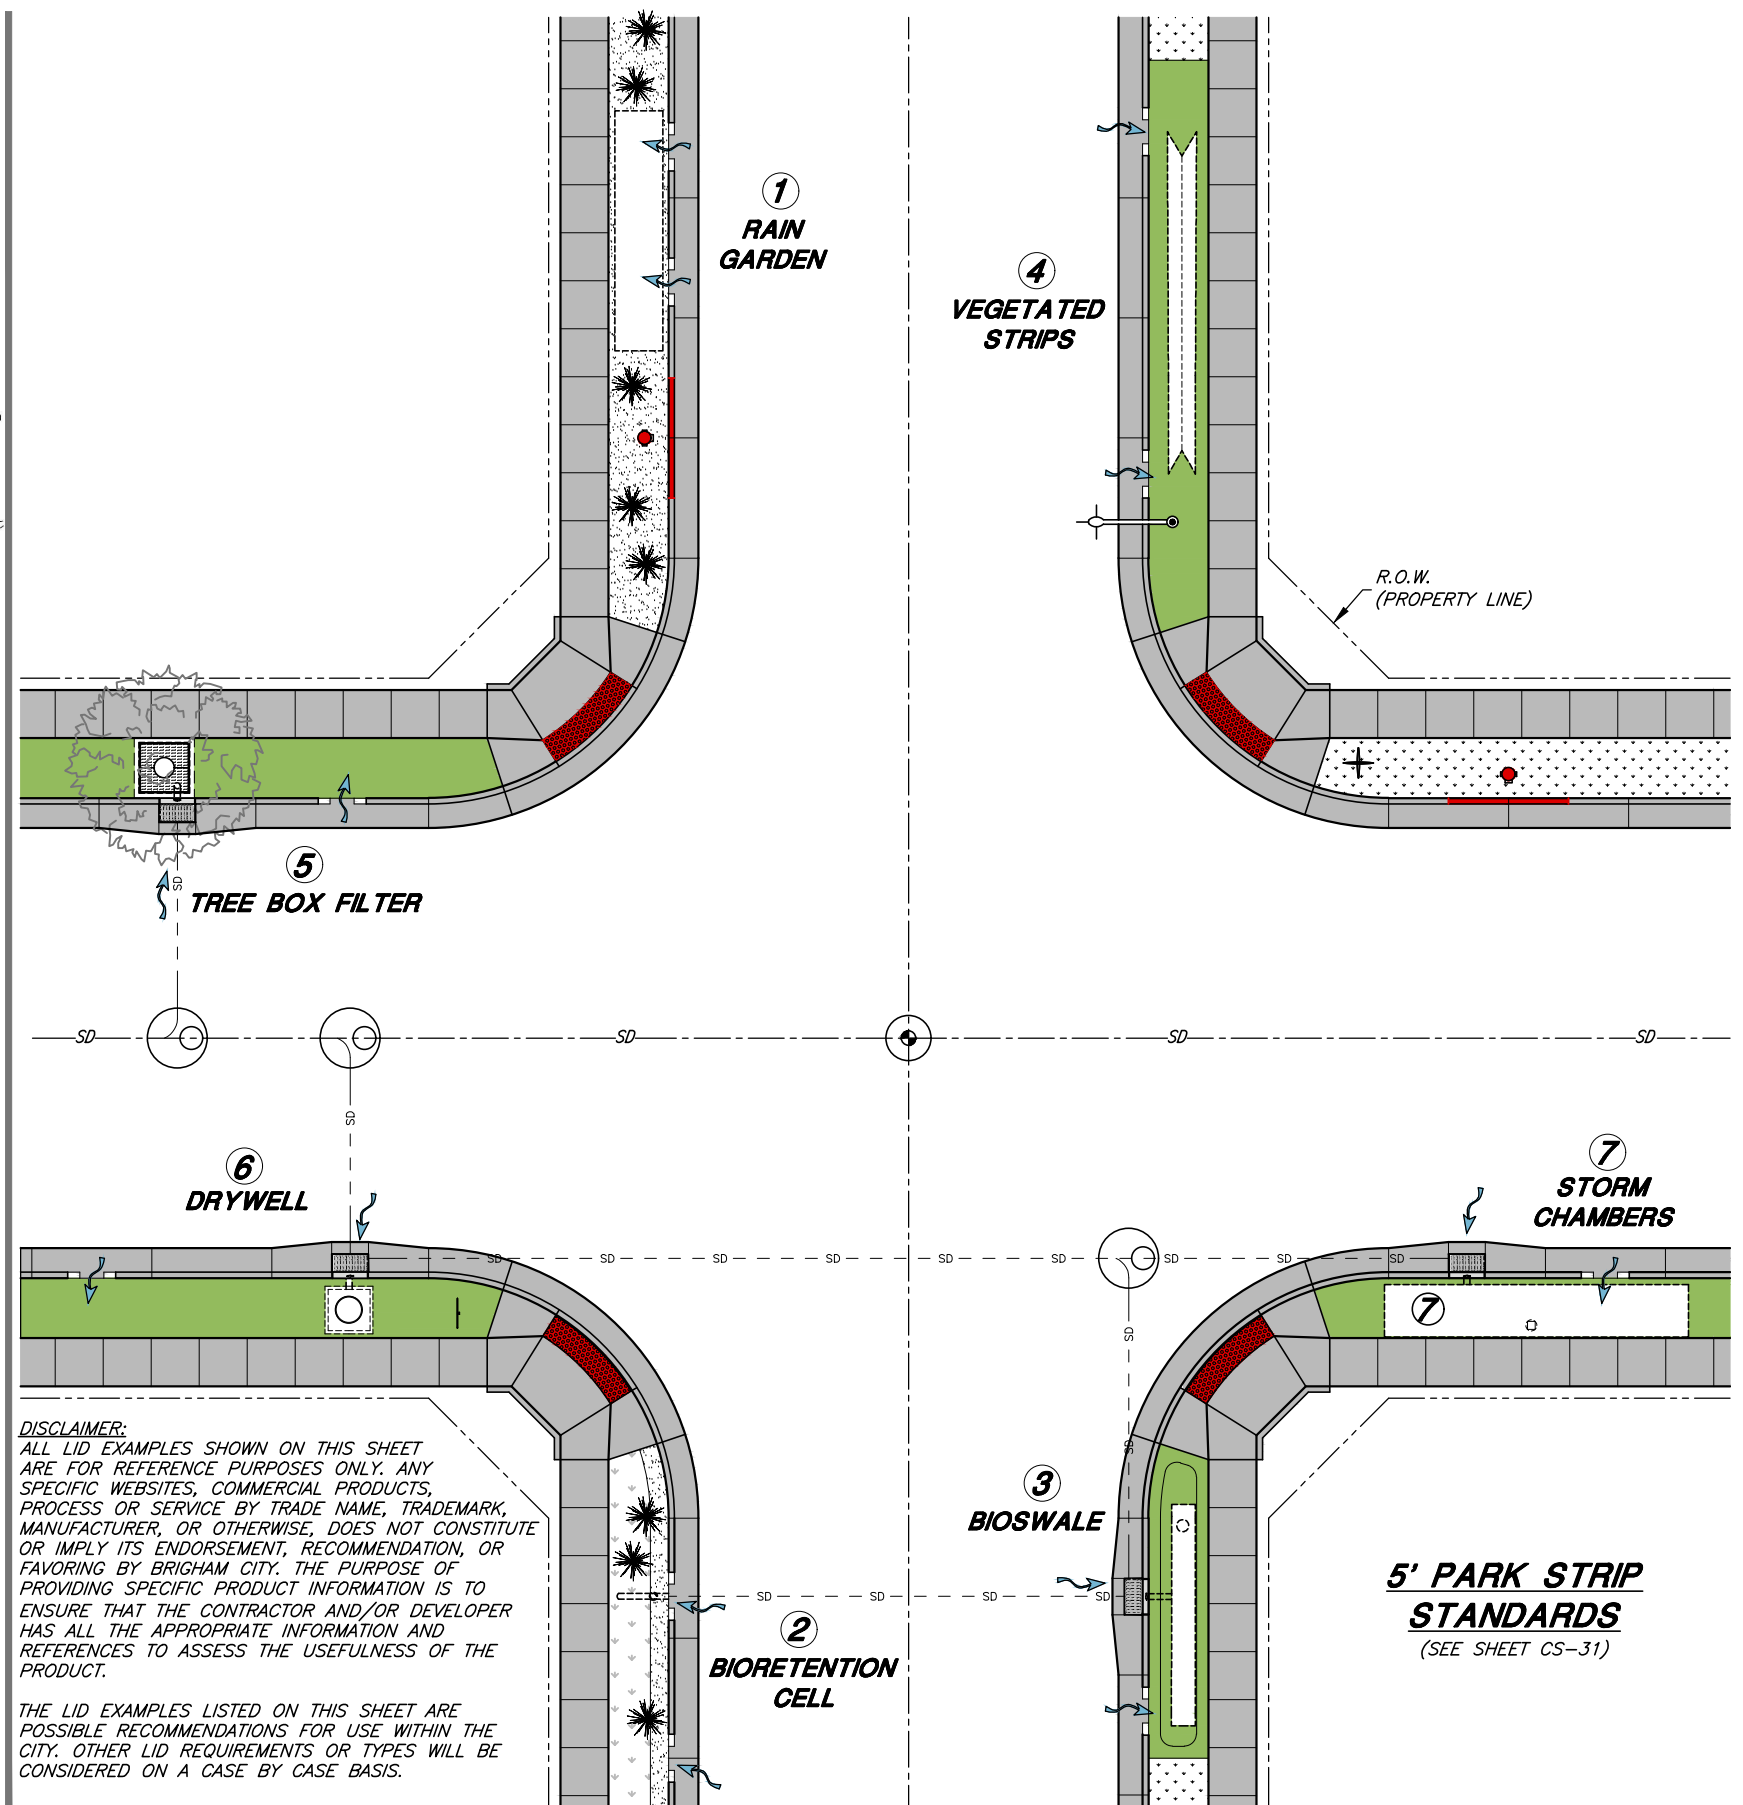 1
RAIN
GARDEN
4
VEGETATED
STRIPS
R.O.W.
(PROPERTY LINE)
5
TREE BOX FILTER
SD
SD
SD
SD
SD
SD
6
DRYWELL
7
STORM
CHAMBERS
SD
SD
SD
SD
SD
SD
SD
SD
SD
7
SD
SD
DISCLAIMER:
ALL LID EXAMPLES SHOWN ON THIS SHEET
ARE FOR REFERENCE PURPOSES ONLY. ANY
SPECIFIC WEBSITES, COMMERCIAL PRODUCTS,
PROCESS OR SERVICE BY TRADE NAME, TRADEMARK,
MANUFACTURER, OR OTHERWISE, DOES NOT CONSTITUTE
OR IMPLY ITS ENDORSEMENT, RECOMMENDATION, OR
FAVORING BY BRIGHAM CITY. THE PURPOSE OF
PROVIDING SPECIFIC PRODUCT INFORMATION IS TO
ENSURE THAT THE CONTRACTOR AND/OR DEVELOPER
HAS ALL THE APPROPRIATE INFORMATION AND
REFERENCES TO ASSESS THE USEFULNESS OF THE
PRODUCT.
THE LID EXAMPLES LISTED ON THIS SHEET ARE
POSSIBLE RECOMMENDATIONS FOR USE WITHIN THE
CITY. OTHER LID REQUIREMENTS OR TYPES WILL BE
CONSIDERED ON A CASE BY CASE BASIS.
3
BIOSWALE
SD
SD
SD
SD
2
BIORETENTION
CELL
5' PARK STRIP
STANDARDS
(SEE SHEET CS-31)